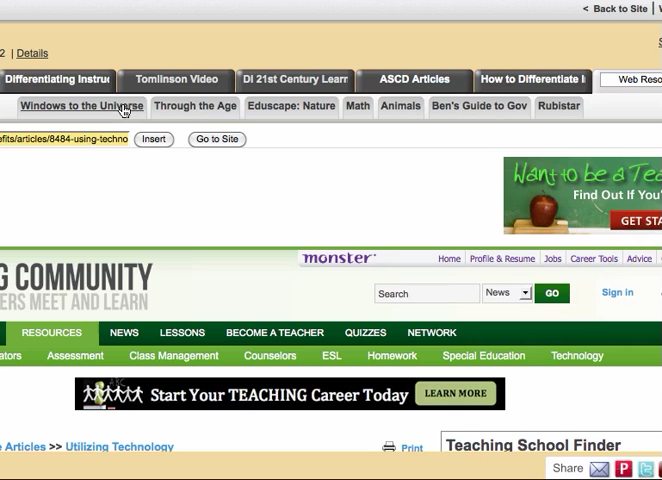 < Back to Site |
2 | Details
Differentiating Instruc Tomlinson Video DI 21st Century Learn ASCD Articles How to Differentiate I Web Reso
Windows to the Universe Through the Age Eduscape: Nature Math Animals Ben's Guide to Gov Rubistar
efits/articles/8484-using-techno Insert Go to Site
Want to be a Tea
Find Out If You'
GET STA
monster Home Profile & Resume Jobs Career Tools Advice
G COMMUNITY
ERS MEET AND LEARN
Search News GO Sign in
RESOURCES NEWS LESSONS BECOME A TEACHER QUIZZES NETWORK
ators Assessment Class Management Counselors ESL Homework Special Education Technology
ABC Start Your TEACHING Career Today LEARN MORE
e Articles >> Utilizing Technology Print Teaching School Finder
Share